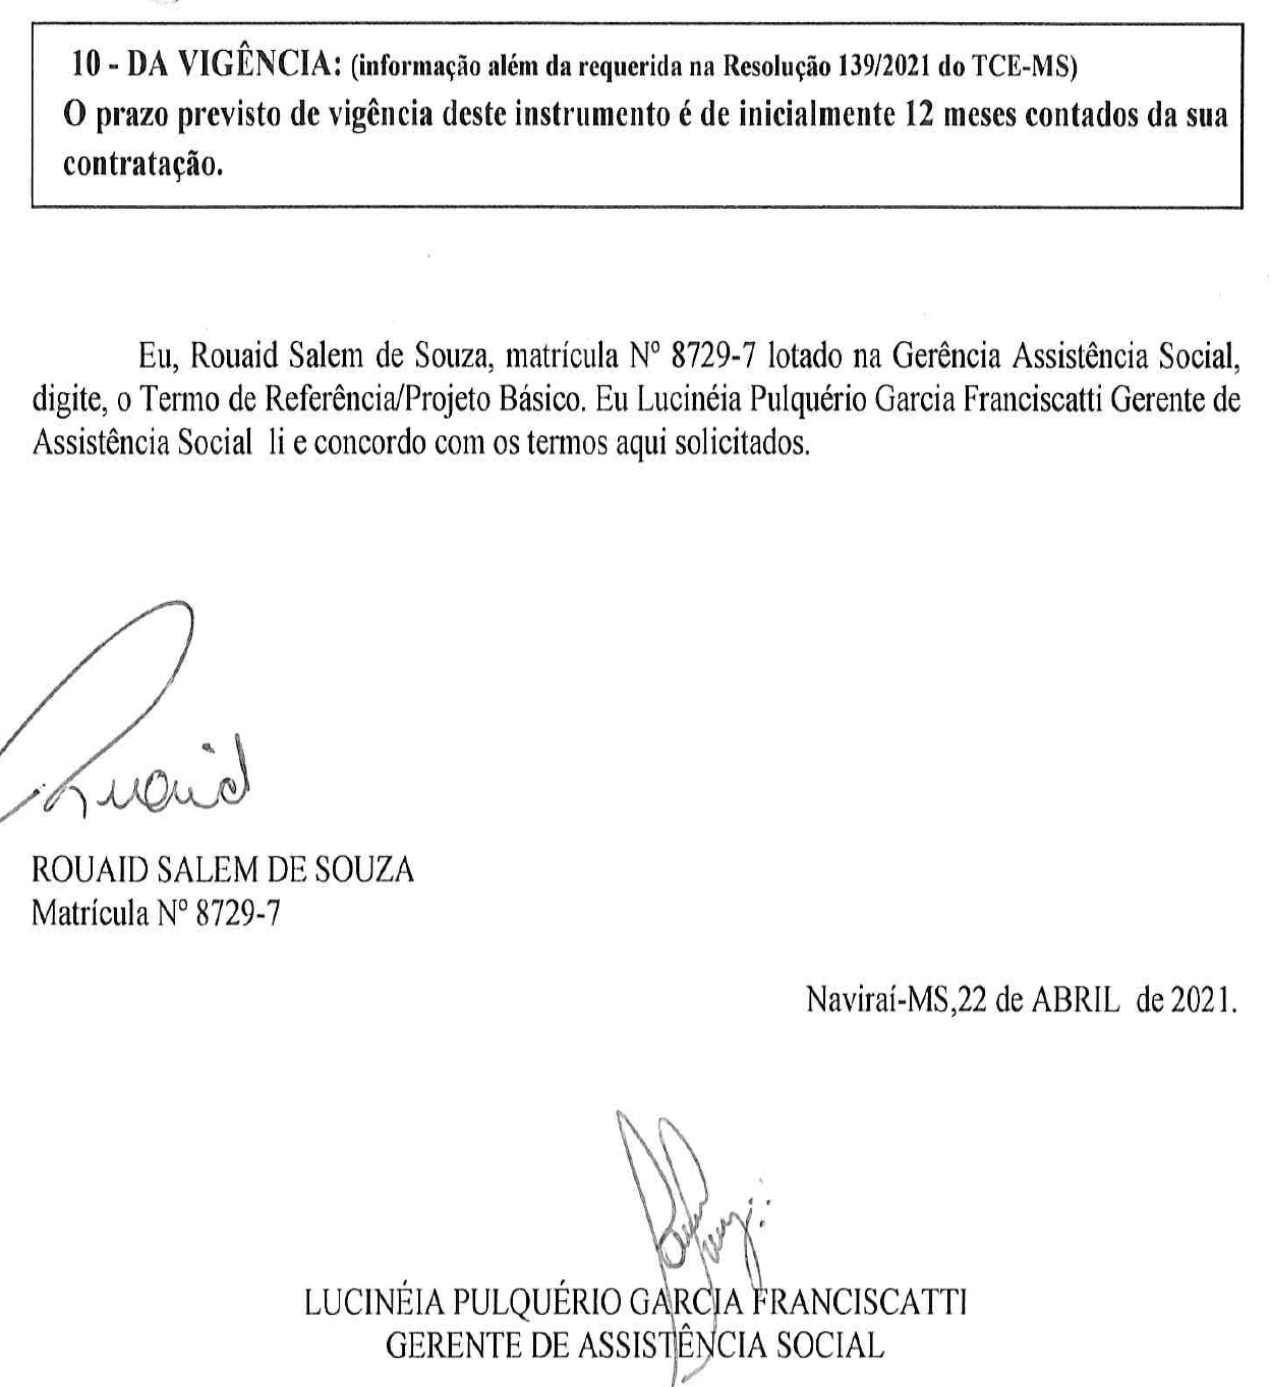 10 - DA VIGÊNCIA: (informação além da requerida na Resolução 139/2021 do TCE-MS)
O prazo previsto de vigência deste instrumento é de inicialmente 12 meses contados da sua
contratação.
Eu, Rouaid Salem de Souza, matrícula Nº 8729-7 lotado na Gerência Assistência Social,
digite, o Termo de Referência/Projeto Básico. Eu Lucinéia Pulquério Garcia Franciscatti Gerente de
Assistência Social li e concordo com os termos aqui solicitados.
Rouaid
ROUAID SALEM DE SOUZA
Matrícula Nº 8729-7
Naviraí-MS,22 de ABRIL de 2021.
LUCINÉIA PULQUÉRIO GARCIA FRANCISCATTI
GERENTE DE ASSISTÊNCIA SOCIAL